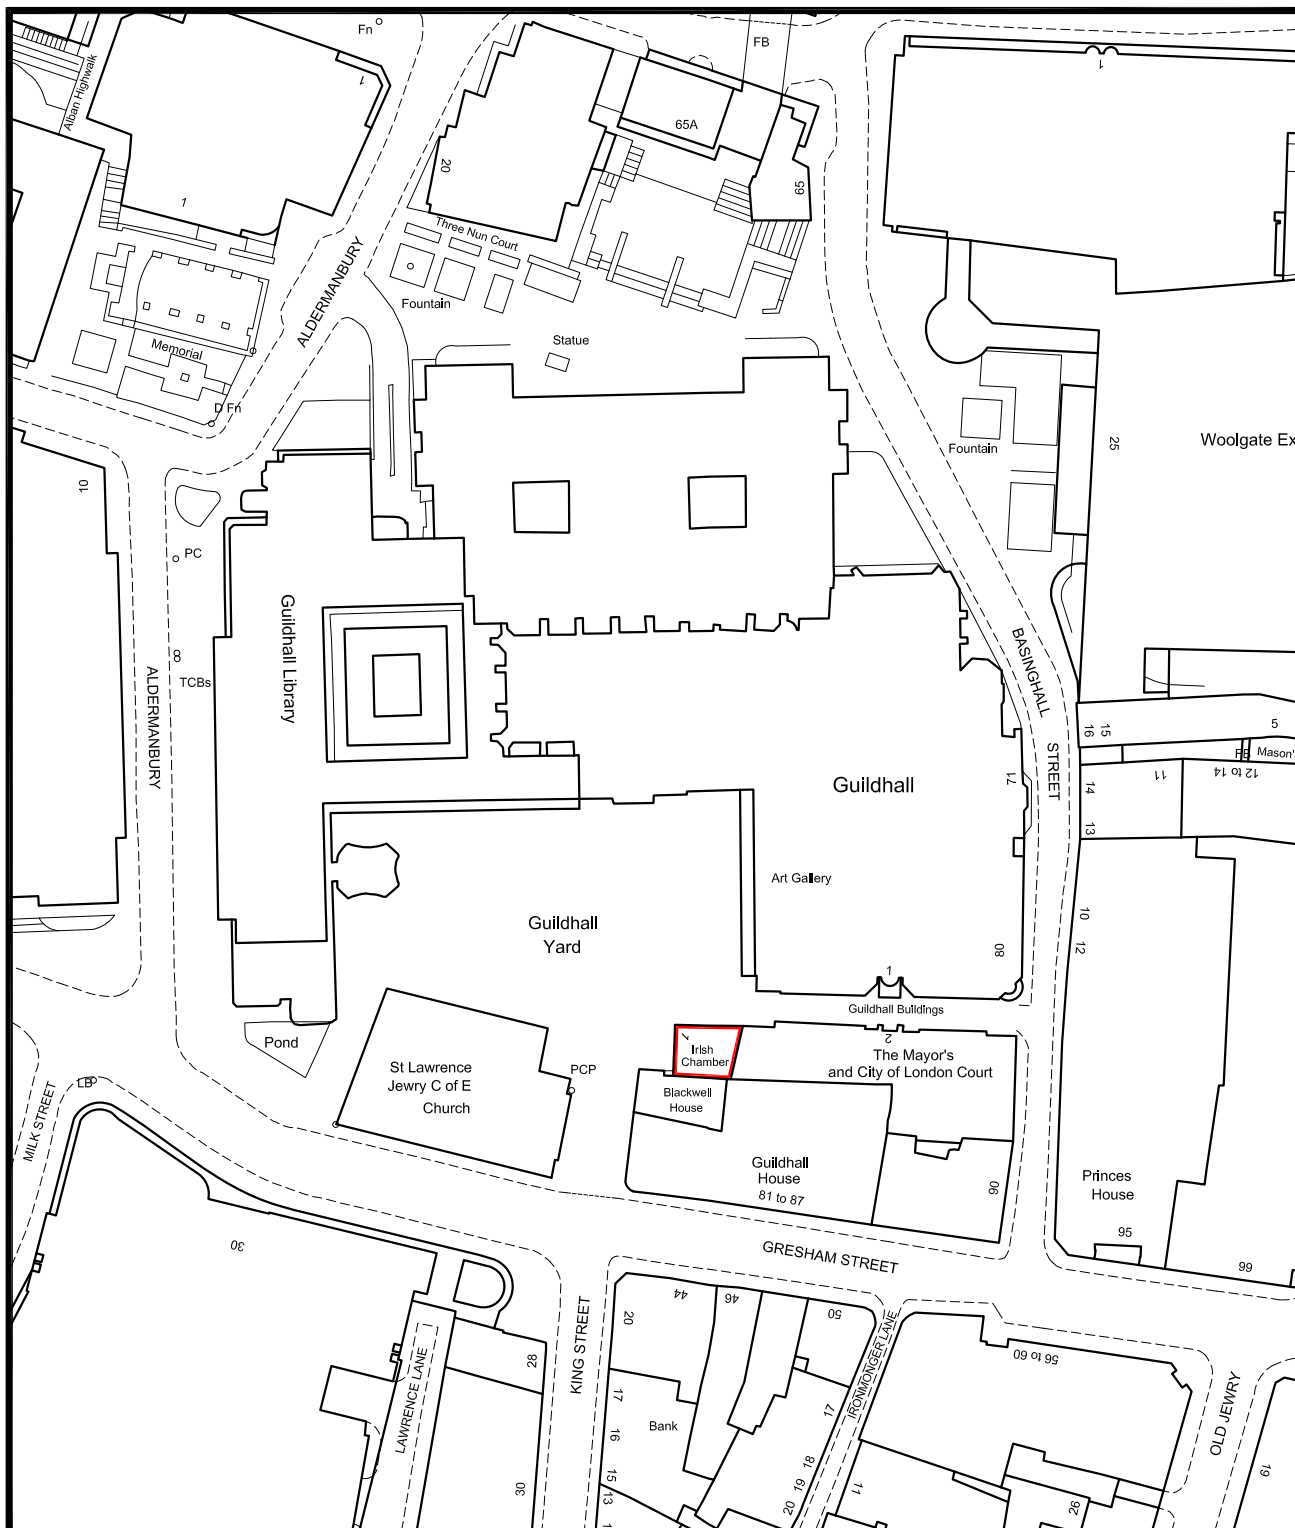 Fn
FB
1
Alban Highwalk
1
65A
20
65
1
1
Three Nun Court
ALDERMANBURY
Fountain
Statue
Memorial
D Fn
Fountain
25
Woolgate Ex
10
PC
Guildhall Library
BASINGHALL
STREET
TCBs
ALDERMANBURY
16
15
5
FB
Mason's
Guildhall
71
14
13
11
12 to 14
Art Gallery
Guildhall
Yard
10
12
80
1
Guildhall Buildings
Pond
1
Irish
Chamber
2
The Mayor's
and City of London Court
St Lawrence
Jewry C of E
Church
PCP
LB
MILK STREET
Blackwell
House
Guildhall
House
81 to 87
90
Princes
House
95
99
30
GRESHAM STREET
KING STREET
20
44
46
50
IRONMONGER LANE
56 to 60
28
LAWRENCE LANE
17
16
Bank
17
OLD JEWRY
15
13
18
19
20
11
26
19
30